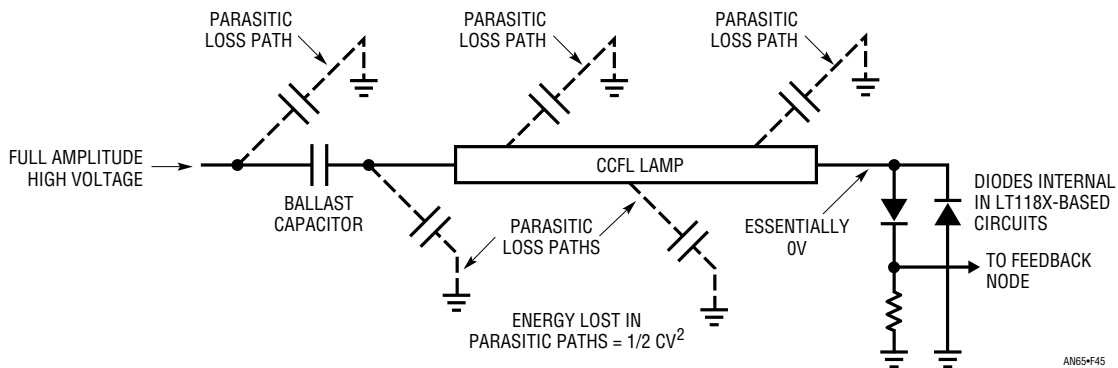 PARASITIC
LOSS PATH
PARASITIC
LOSS PATH
PARASITIC
LOSS PATH
FULL AMPLITUDE
HIGH VOLTAGE
BALLAST
CAPACITOR
CCFL LAMP
PARASITIC
LOSS PATHS
ESSENTIALLY
0V
DIODES INTERNAL
IN LT118X-BASED
CIRCUITS
TO FEEDBACK
NODE
ENERGY LOST IN
PARASITIC PATHS = 1/2 CV²
AN65•F45